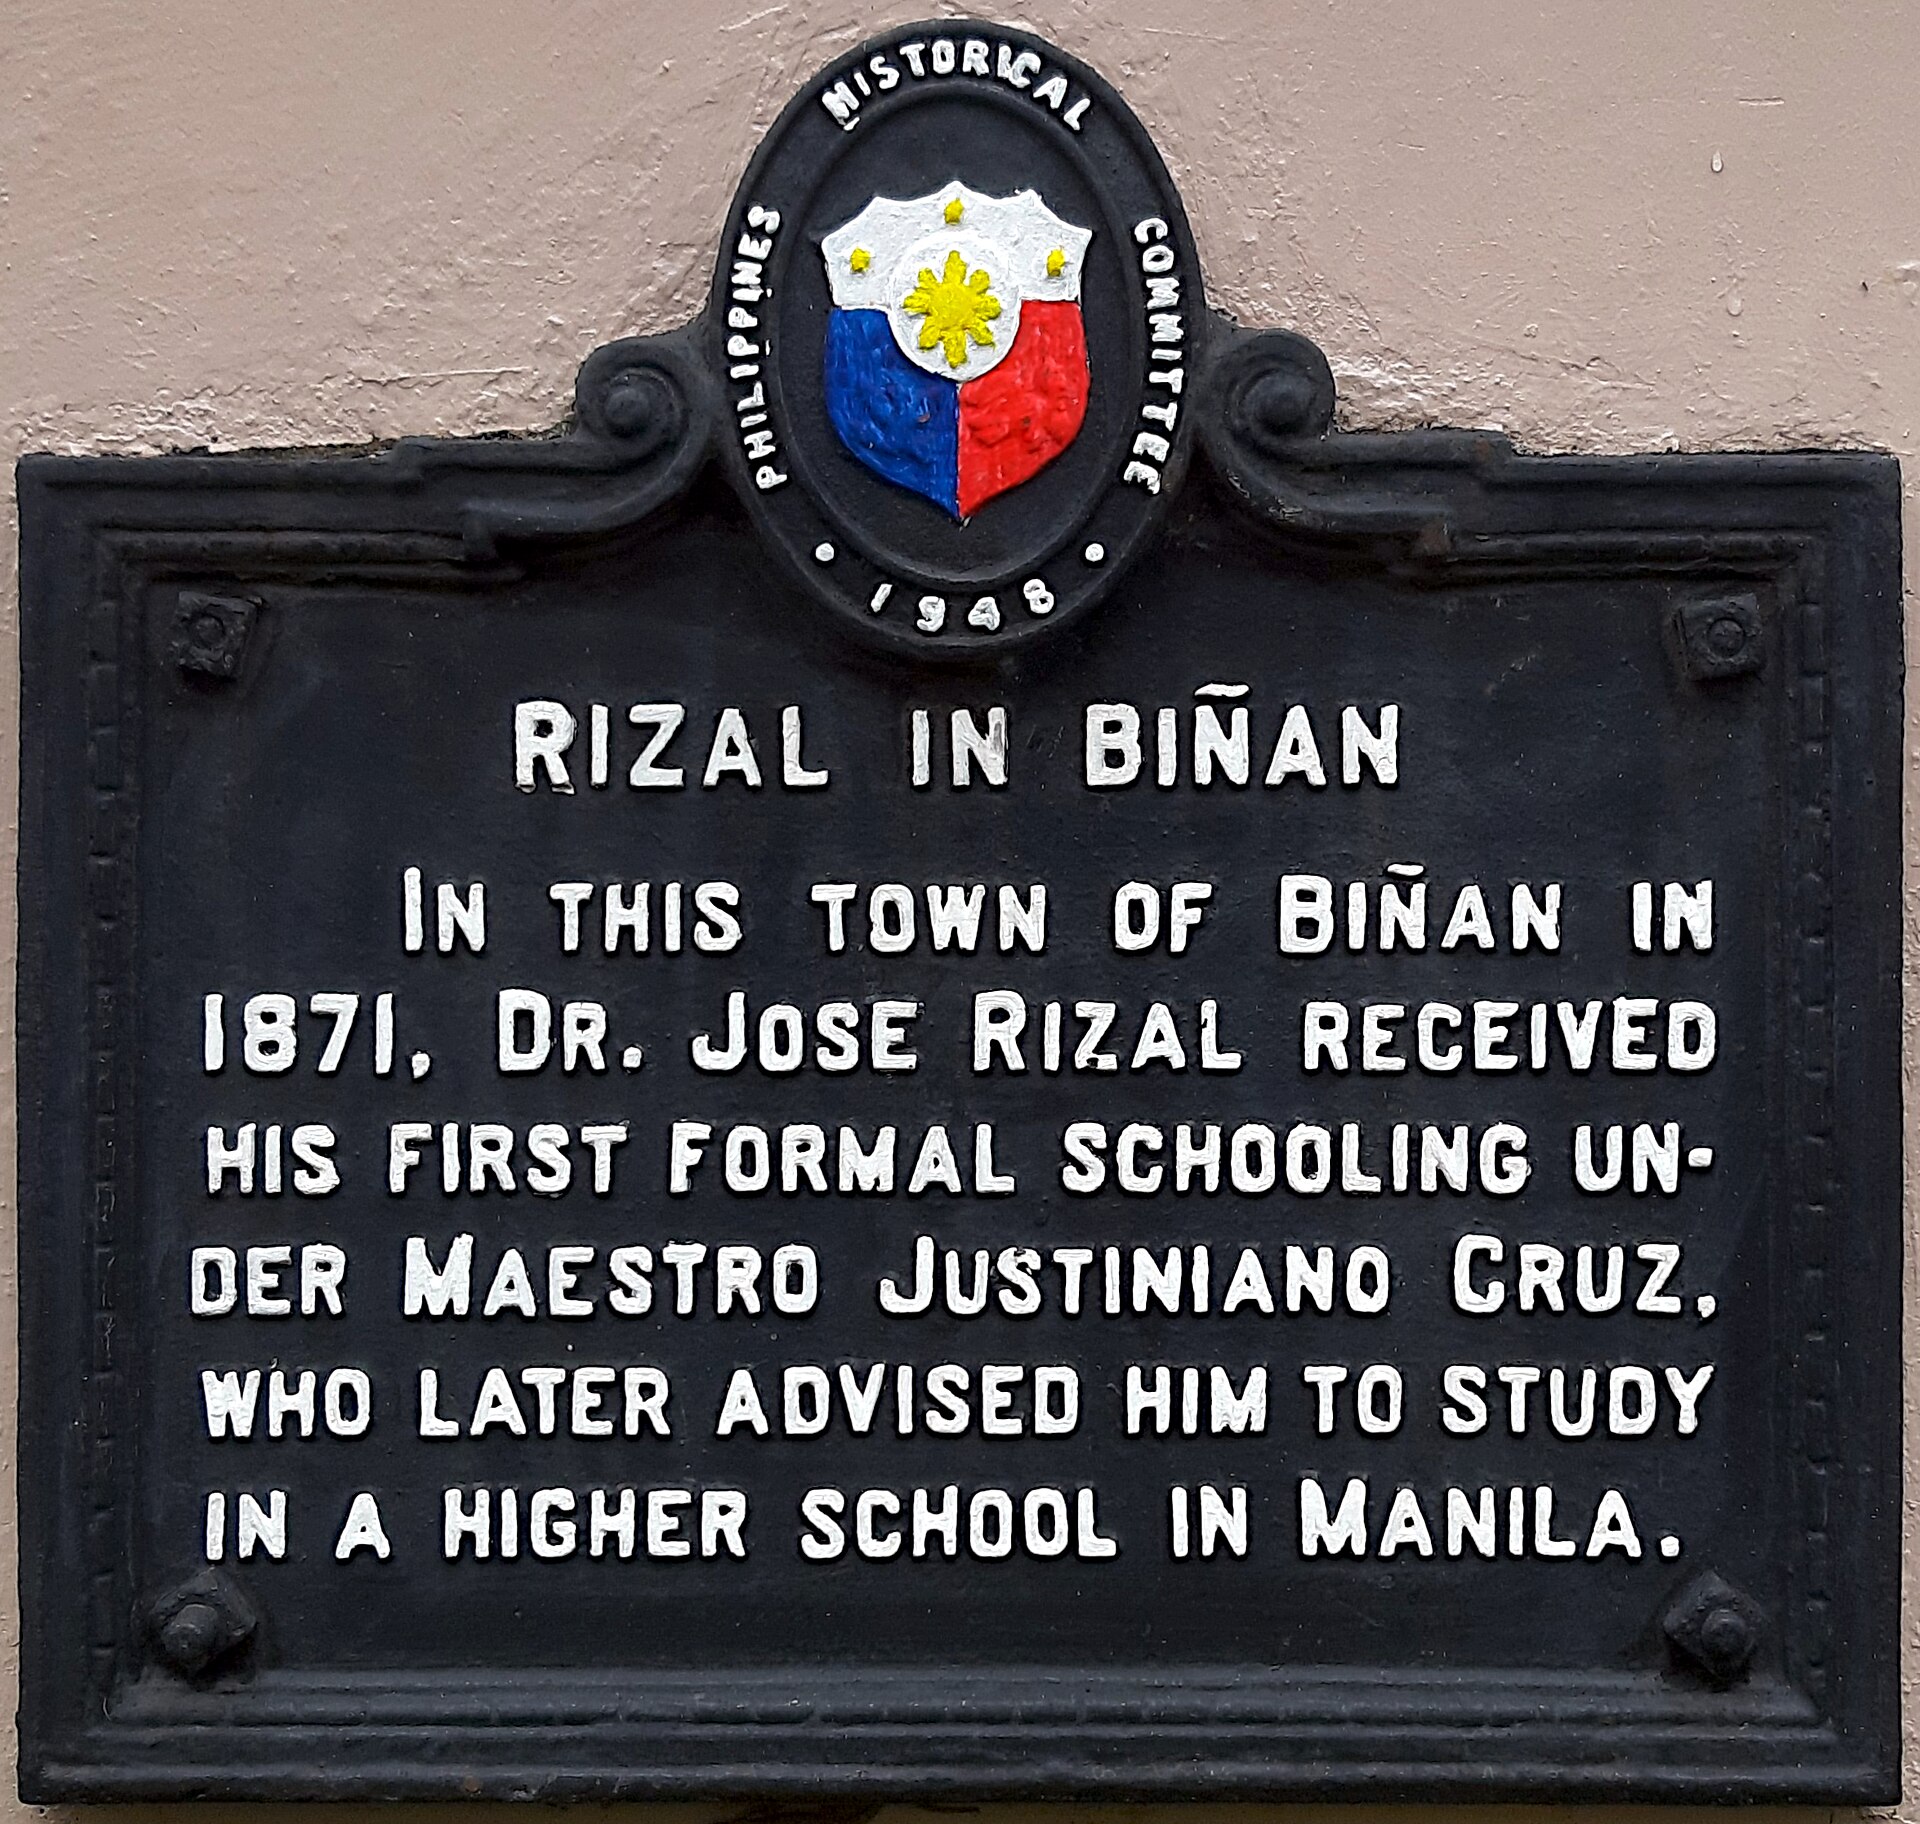 PHILIPPINES HISTORICAL COMMITTEE
• 1948 •
RIZAL IN BIÑAN
IN THIS TOWN OF BIÑAN IN
1871, DR. JOSE RIZAL RECEIVED
HIS FIRST FORMAL SCHOOLING UN-
DER MAESTRO JUSTINIANO CRUZ,
WHO LATER ADVISED HIM TO STUDY
IN A HIGHER SCHOOL IN MANILA.